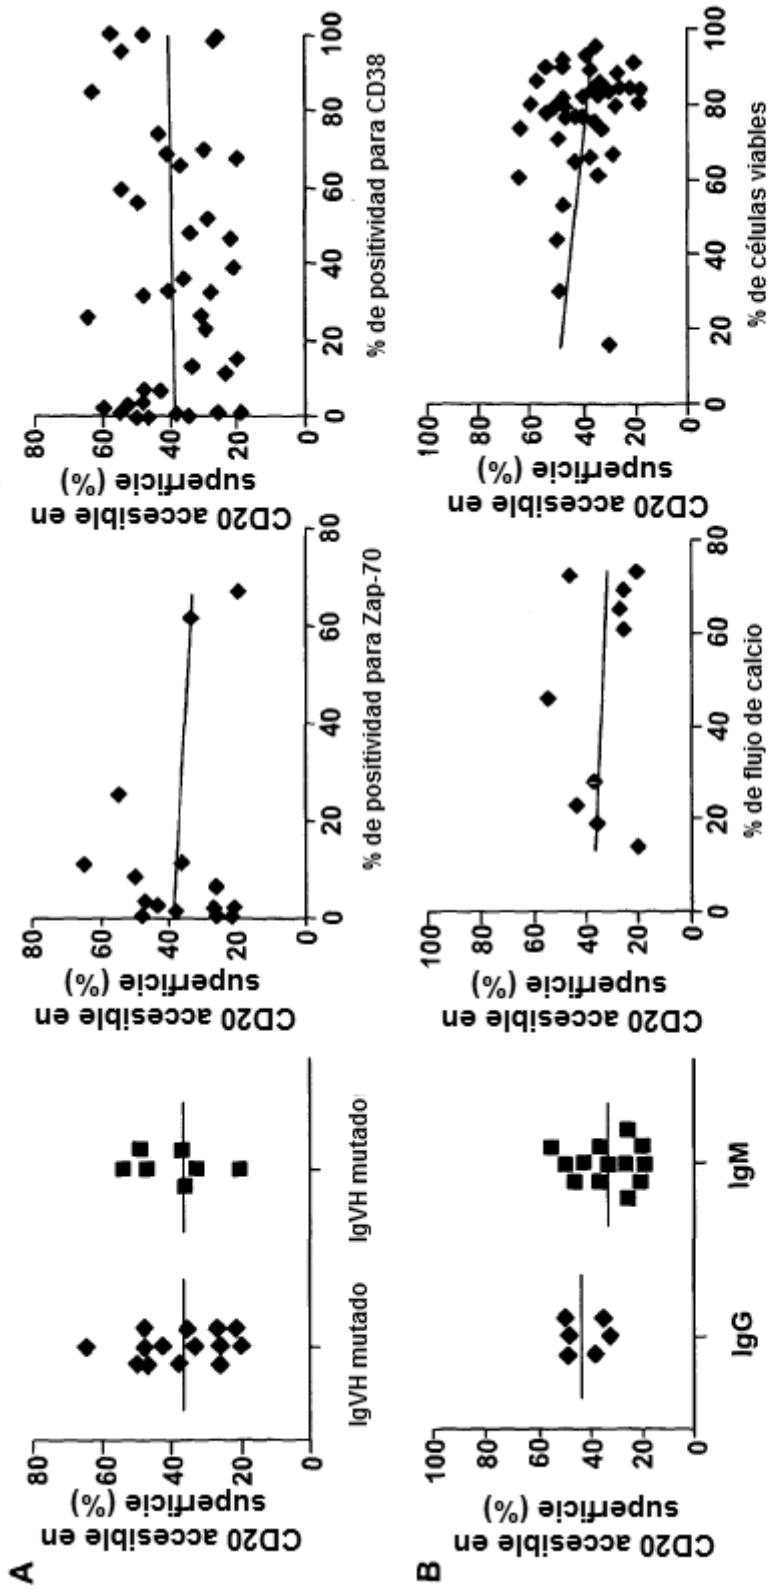 A
CD20 accesible en
superficie (%)
80
60
40
20
0
IgVH mutado
IgVH mutado
CD20 accesible en
superficie (%)
80
60
40
20
0
0
20
40
60
80
% de positividad para Zap-70
CD20 accesible en
superficie (%)
80
60
40
20
0
0
20
40
60
80
100
% de positividad para CD38
B
CD20 accesible en
superficie (%)
100
80
60
40
20
0
IgG
IgM
CD20 accesible en
superficie (%)
100
80
60
40
20
0
0
20
40
60
80
% de flujo de calcio
CD20 accesible en
superficie (%)
100
80
60
40
20
0
0
20
40
60
80
100
% de células viables